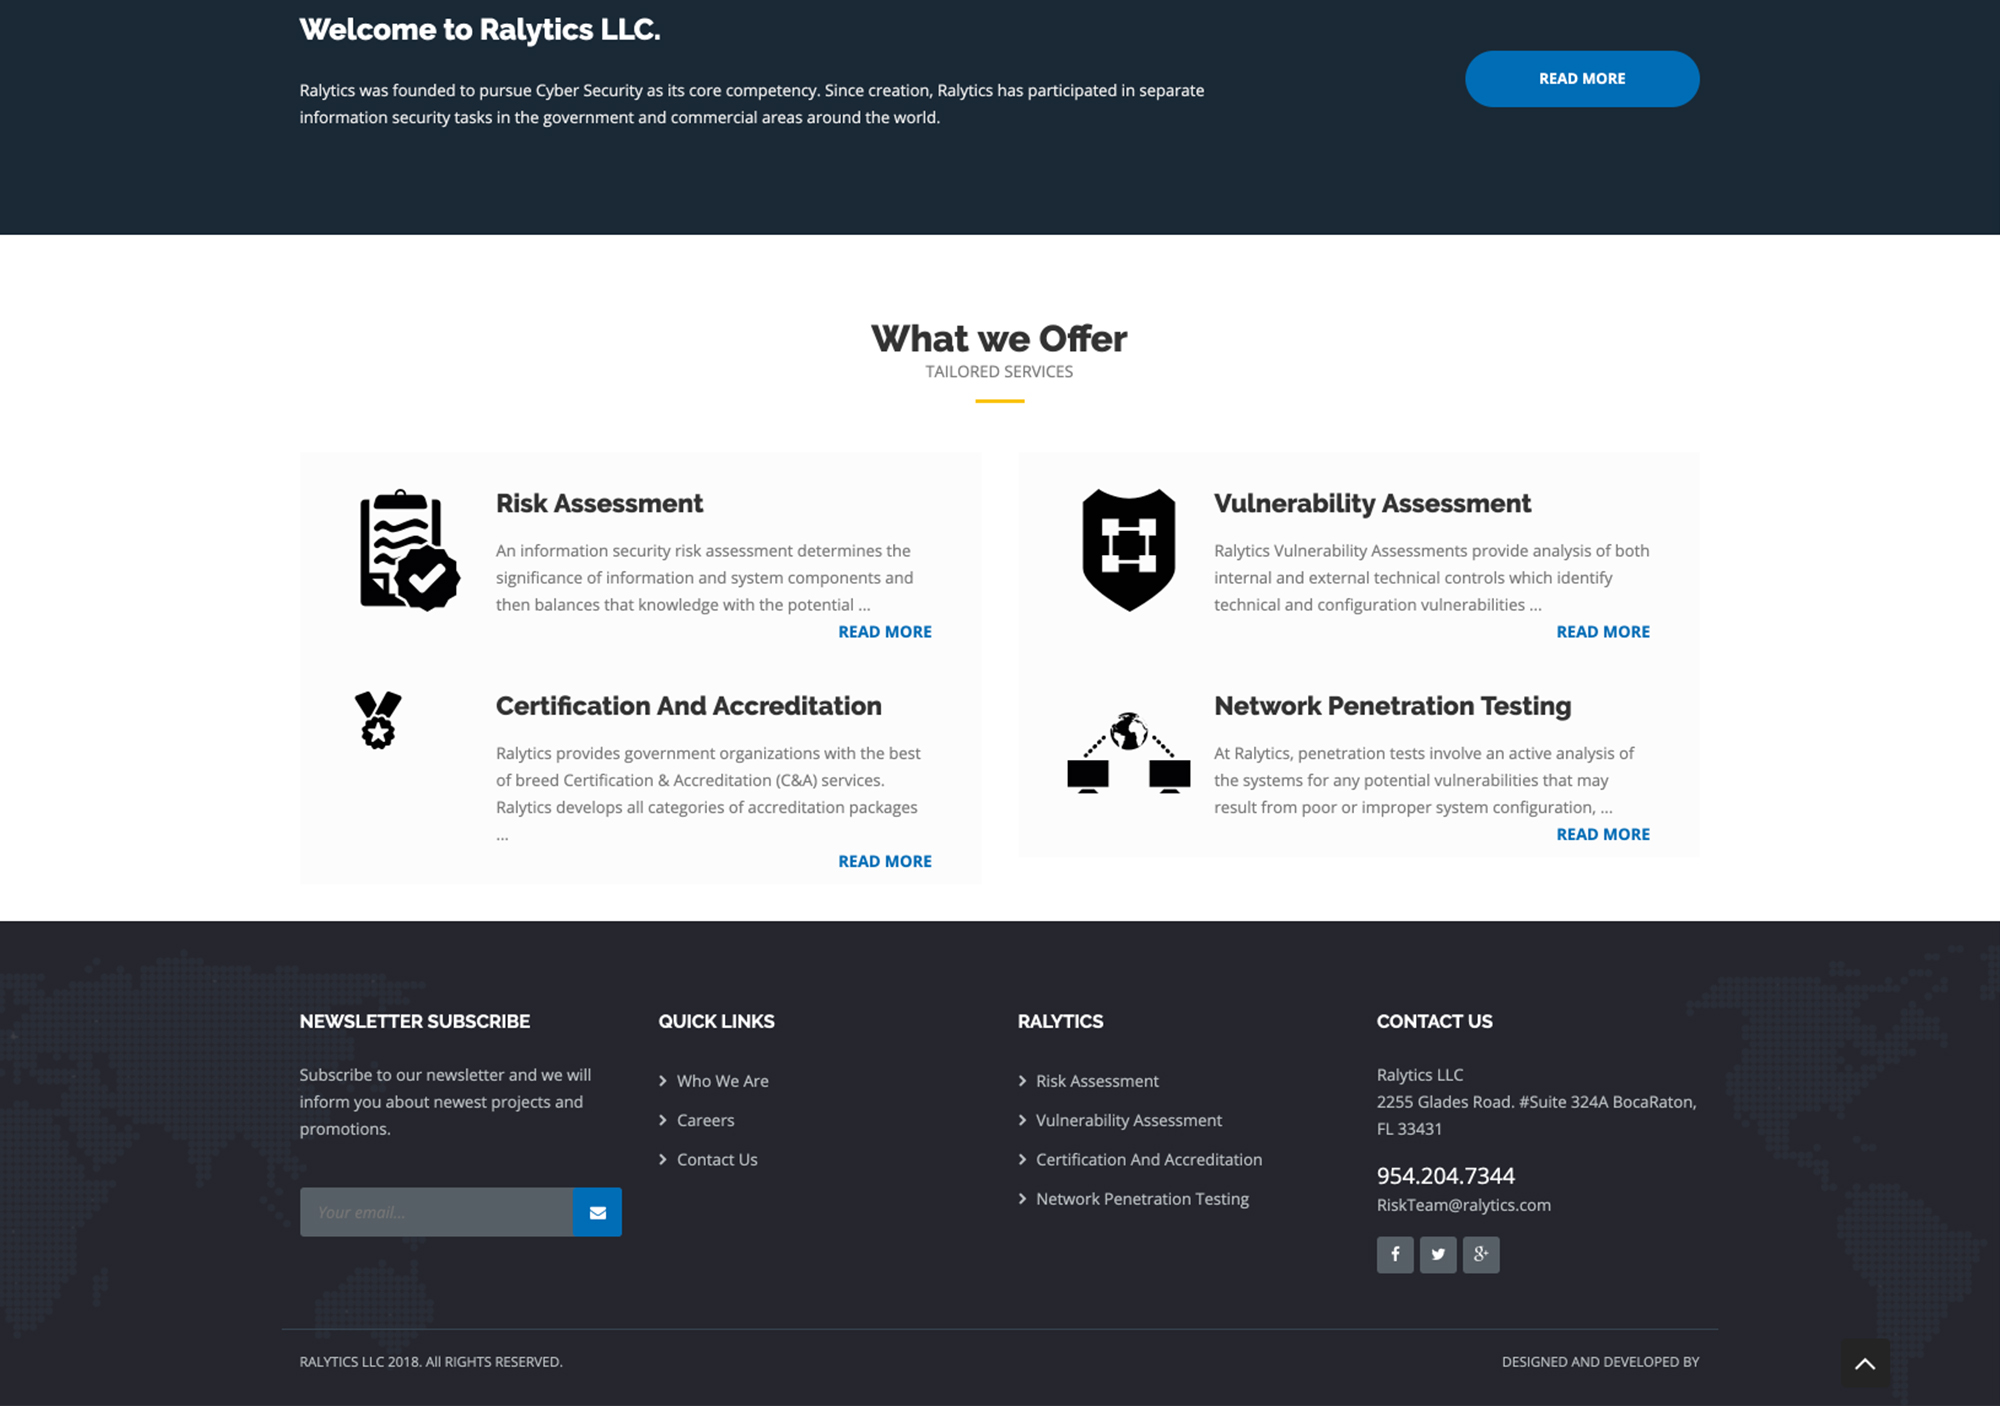 Welcome to Ralytics LLC.
Ralytics was founded to pursue Cyber Security as its core competency. Since creation, Ralytics has participated in separate
information security tasks in the government and commercial areas around the world.
READ MORE
What we Offer
TAILORED SERVICES
Risk Assessment
An information security risk assessment determines the
significance of information and system components and
then balances that knowledge with the potential ...
READ MORE
Vulnerability Assessment
Ralytics Vulnerability Assessments provide analysis of both
internal and external technical controls which identify
technical and configuration vulnerabilities ...
READ MORE
Certification And Accreditation
Ralytics provides government organizations with the best
of breed Certification & Accreditation (C&A) services.
Ralytics develops all categories of accreditation packages
...
READ MORE
Network Penetration Testing
At Ralytics, penetration tests involve an active analysis of
the systems for any potential vulnerabilities that may
result from poor or improper system configuration, ...
READ MORE
NEWSLETTER SUBSCRIBE
Subscribe to our newsletter and we will
inform you about newest projects and
promotions.
Your email...
QUICK LINKS
Who We Are
Careers
Contact Us
RALYTICS
Risk Assessment
Vulnerability Assessment
Certification And Accreditation
Network Penetration Testing
CONTACT US
Ralytics LLC
2255 Glades Road. #Suite 324A BocaRaton,
FL 33431
954.204.7344
RiskTeam@ralytics.com
RALYTICS LLC 2018. All RIGHTS RESERVED.
DESIGNED AND DEVELOPED BY